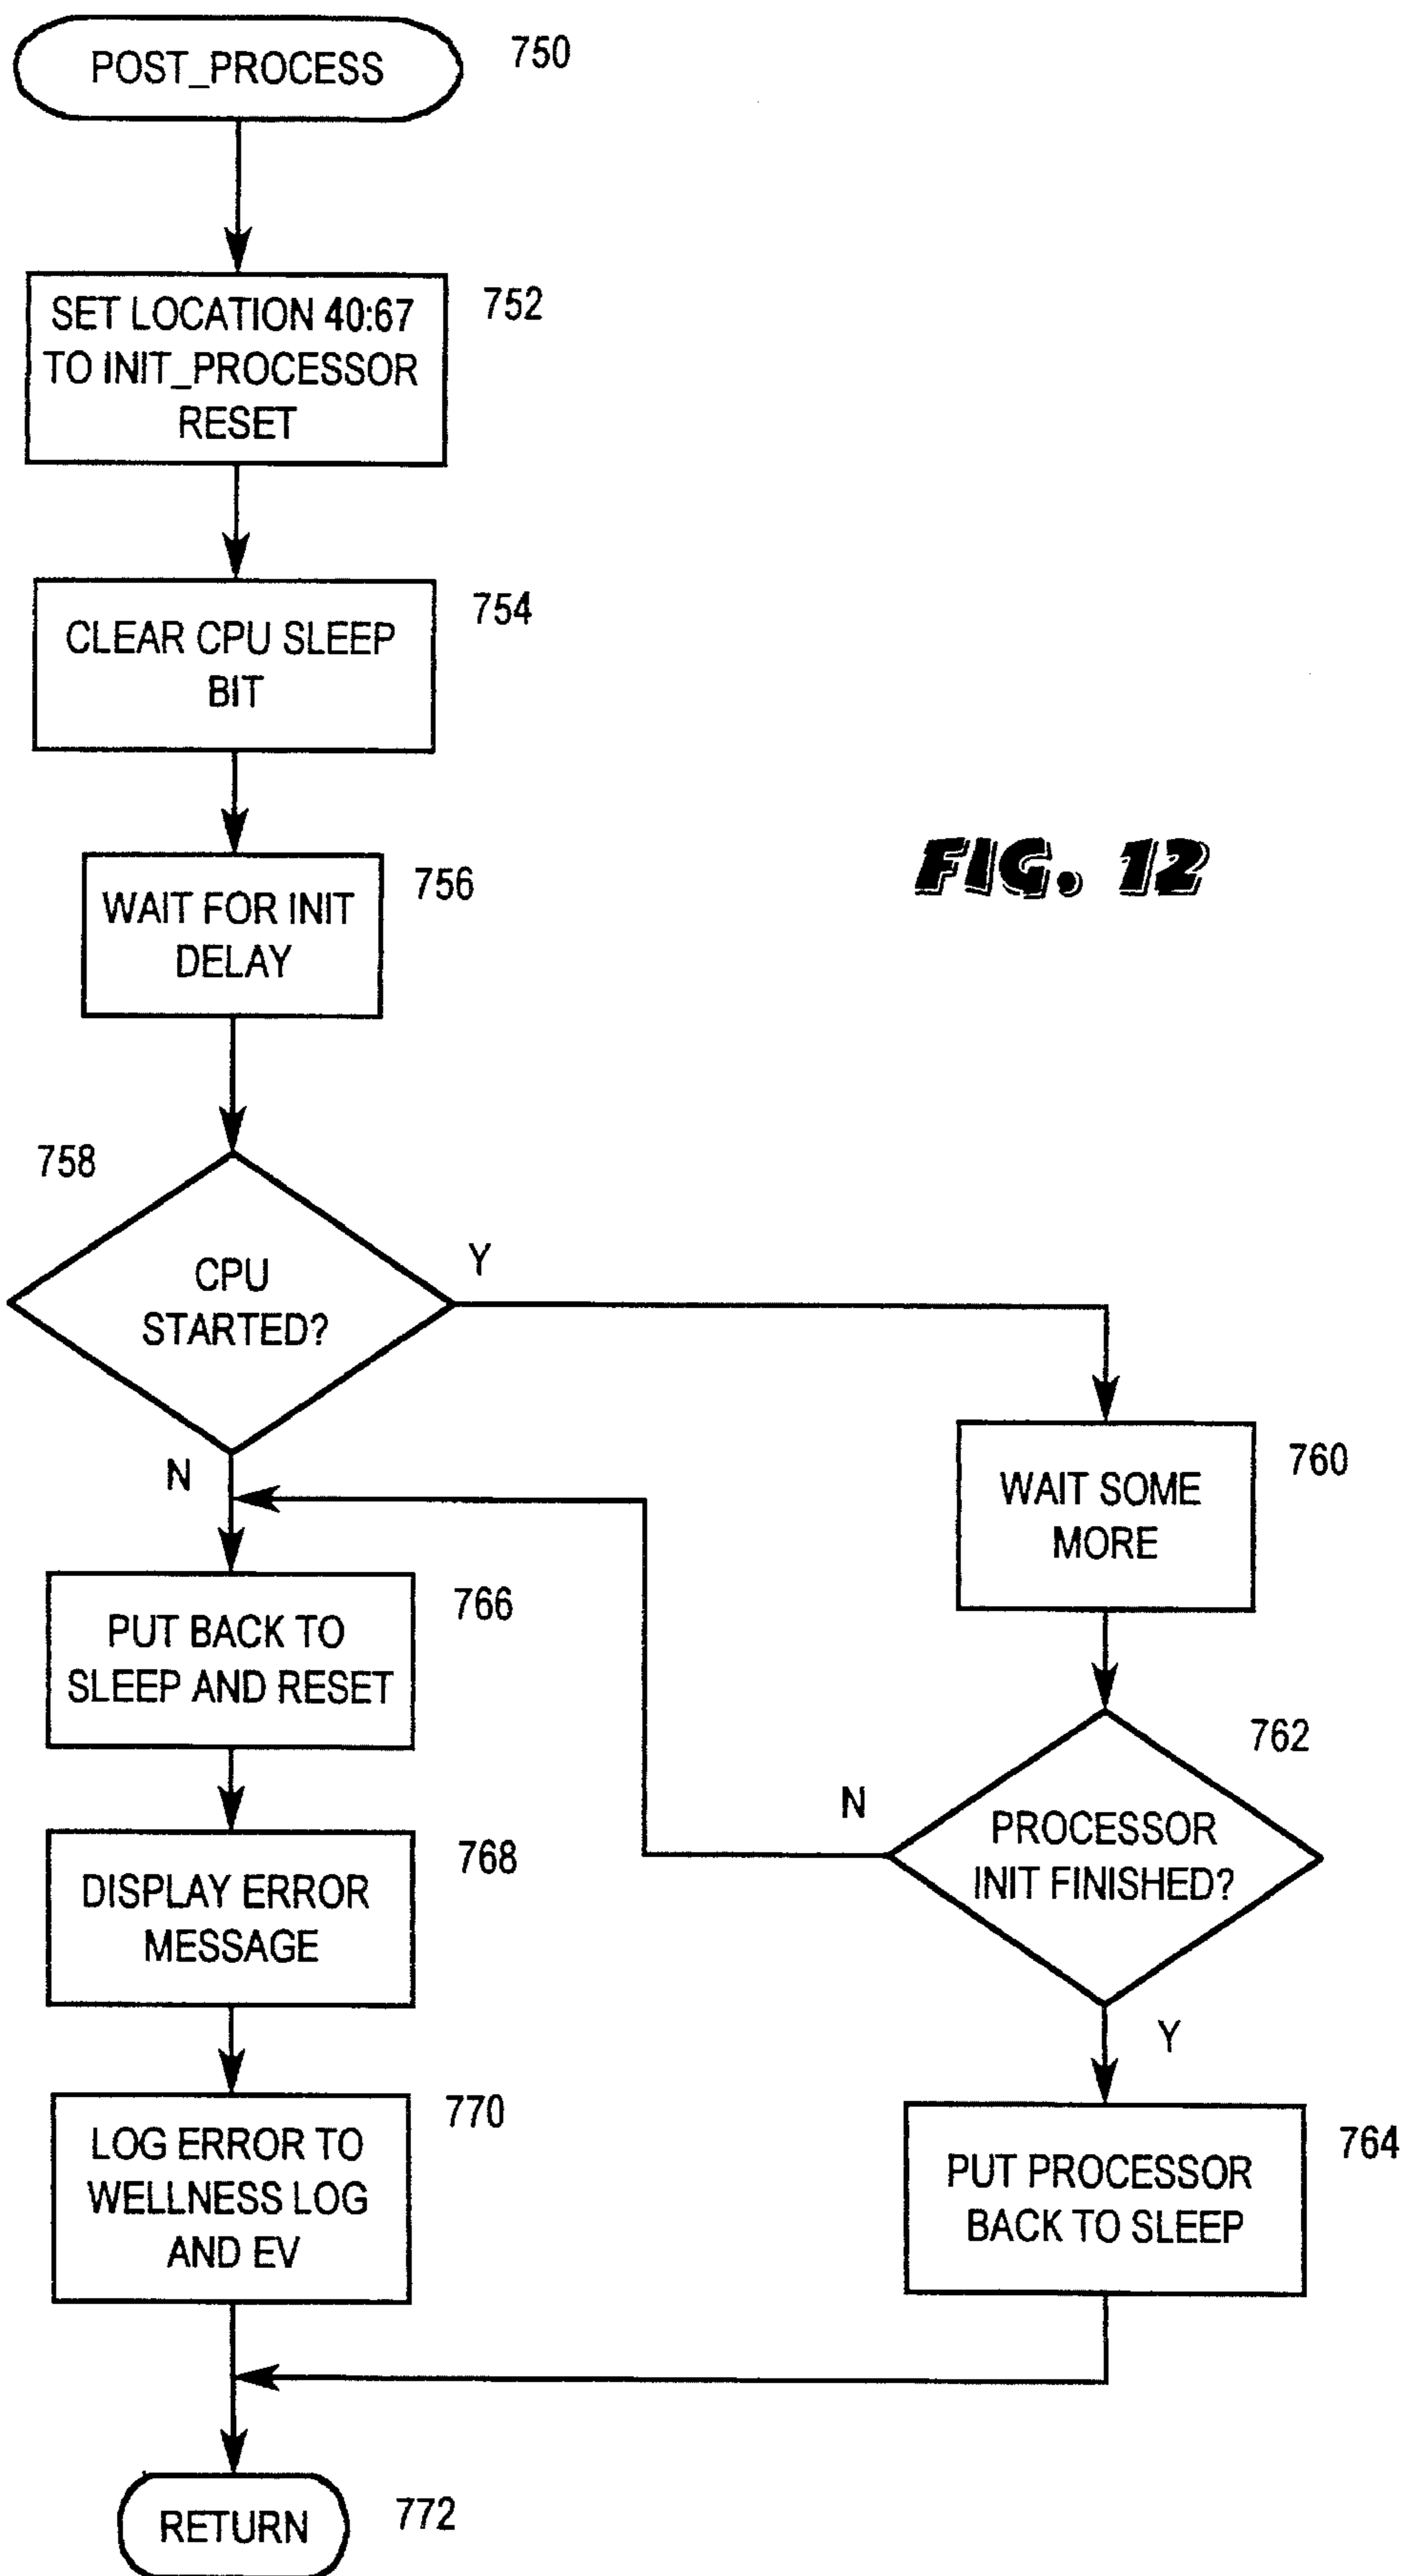 POST_PROCESS
750
SET LOCATION 40:67
TO INIT_PROCESSOR
RESET
752
CLEAR CPU SLEEP
BIT
754
WAIT FOR INIT
DELAY
756
FIG. 12
758
CPU
STARTED?
Y
N
WAIT SOME
MORE
760
PROCESSOR
INIT FINISHED?
762
N
Y
PUT BACK TO
SLEEP AND RESET
766
DISPLAY ERROR
MESSAGE
768
LOG ERROR TO
WELLNESS LOG
AND EV
770
PUT PROCESSOR
BACK TO SLEEP
764
RETURN
772